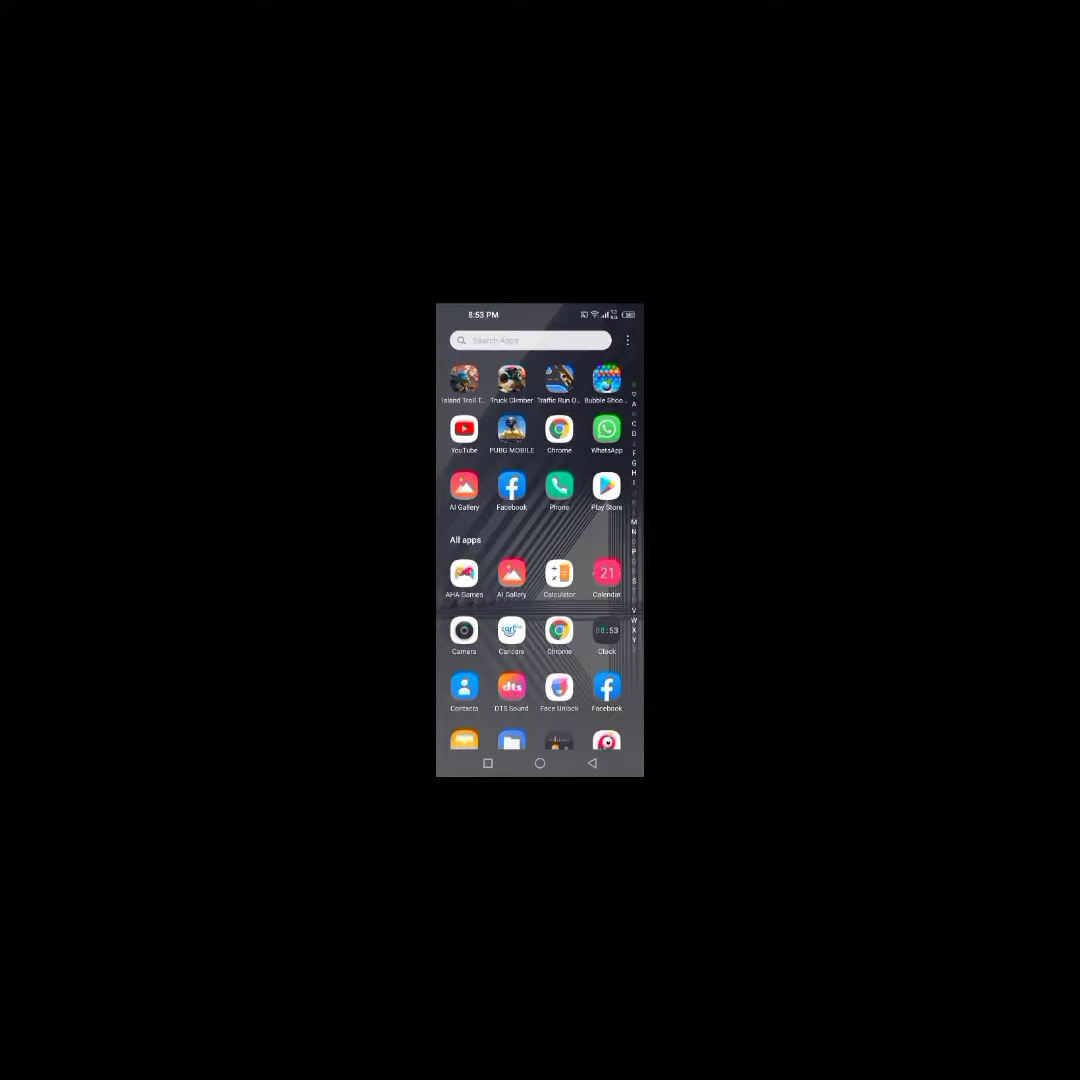 8:53 PM
Search Apps
Island Troll T... Truck Climber Traffic Run O... Bubble Shoo...
YouTube PUBG MOBILE Chrome WhatsApp
AI Gallery Facebook Phone Play Store
All apps
21
AHA Games AI Gallery Calculator Calendar
08:53
Camera Carlcare Chrome Clock
dts
Contacts DTS Sound Face Unlock Facebook
A
C
D
F
G
H
I
M
N
P
S
V
W
X
Y